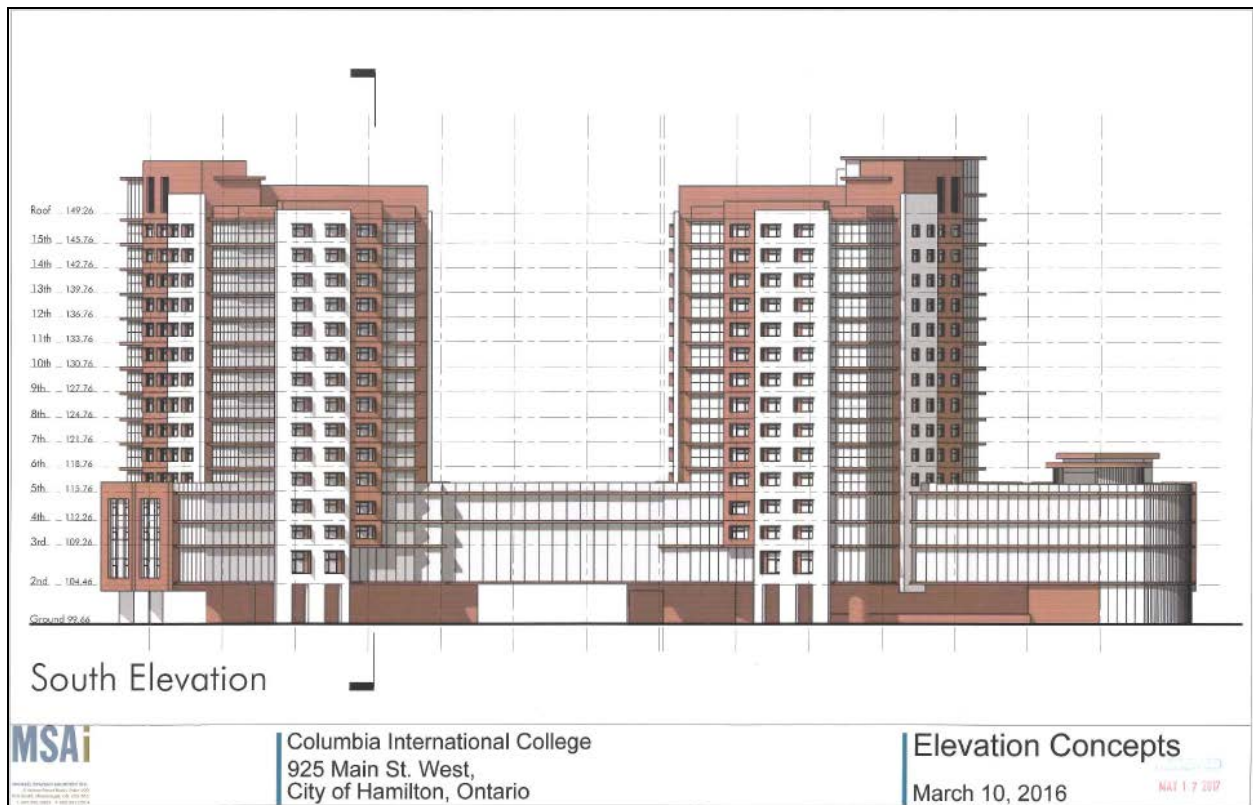 Roof 149.26
15th 145.76
14th 142.76
13th 139.76
12th 136.76
11th 133.76
10th 130.76
9th 127.76
8th 124.76
7th 121.76
6th 118.76
5th 115.76
4th 112.26
3rd 109.26
2nd 104.46
Ground 99.66
South Elevation
MSAi
Columbia International College
925 Main St. West,
City of Hamilton, Ontario
Elevation Concepts
March 10, 2016
MAY 17 2017